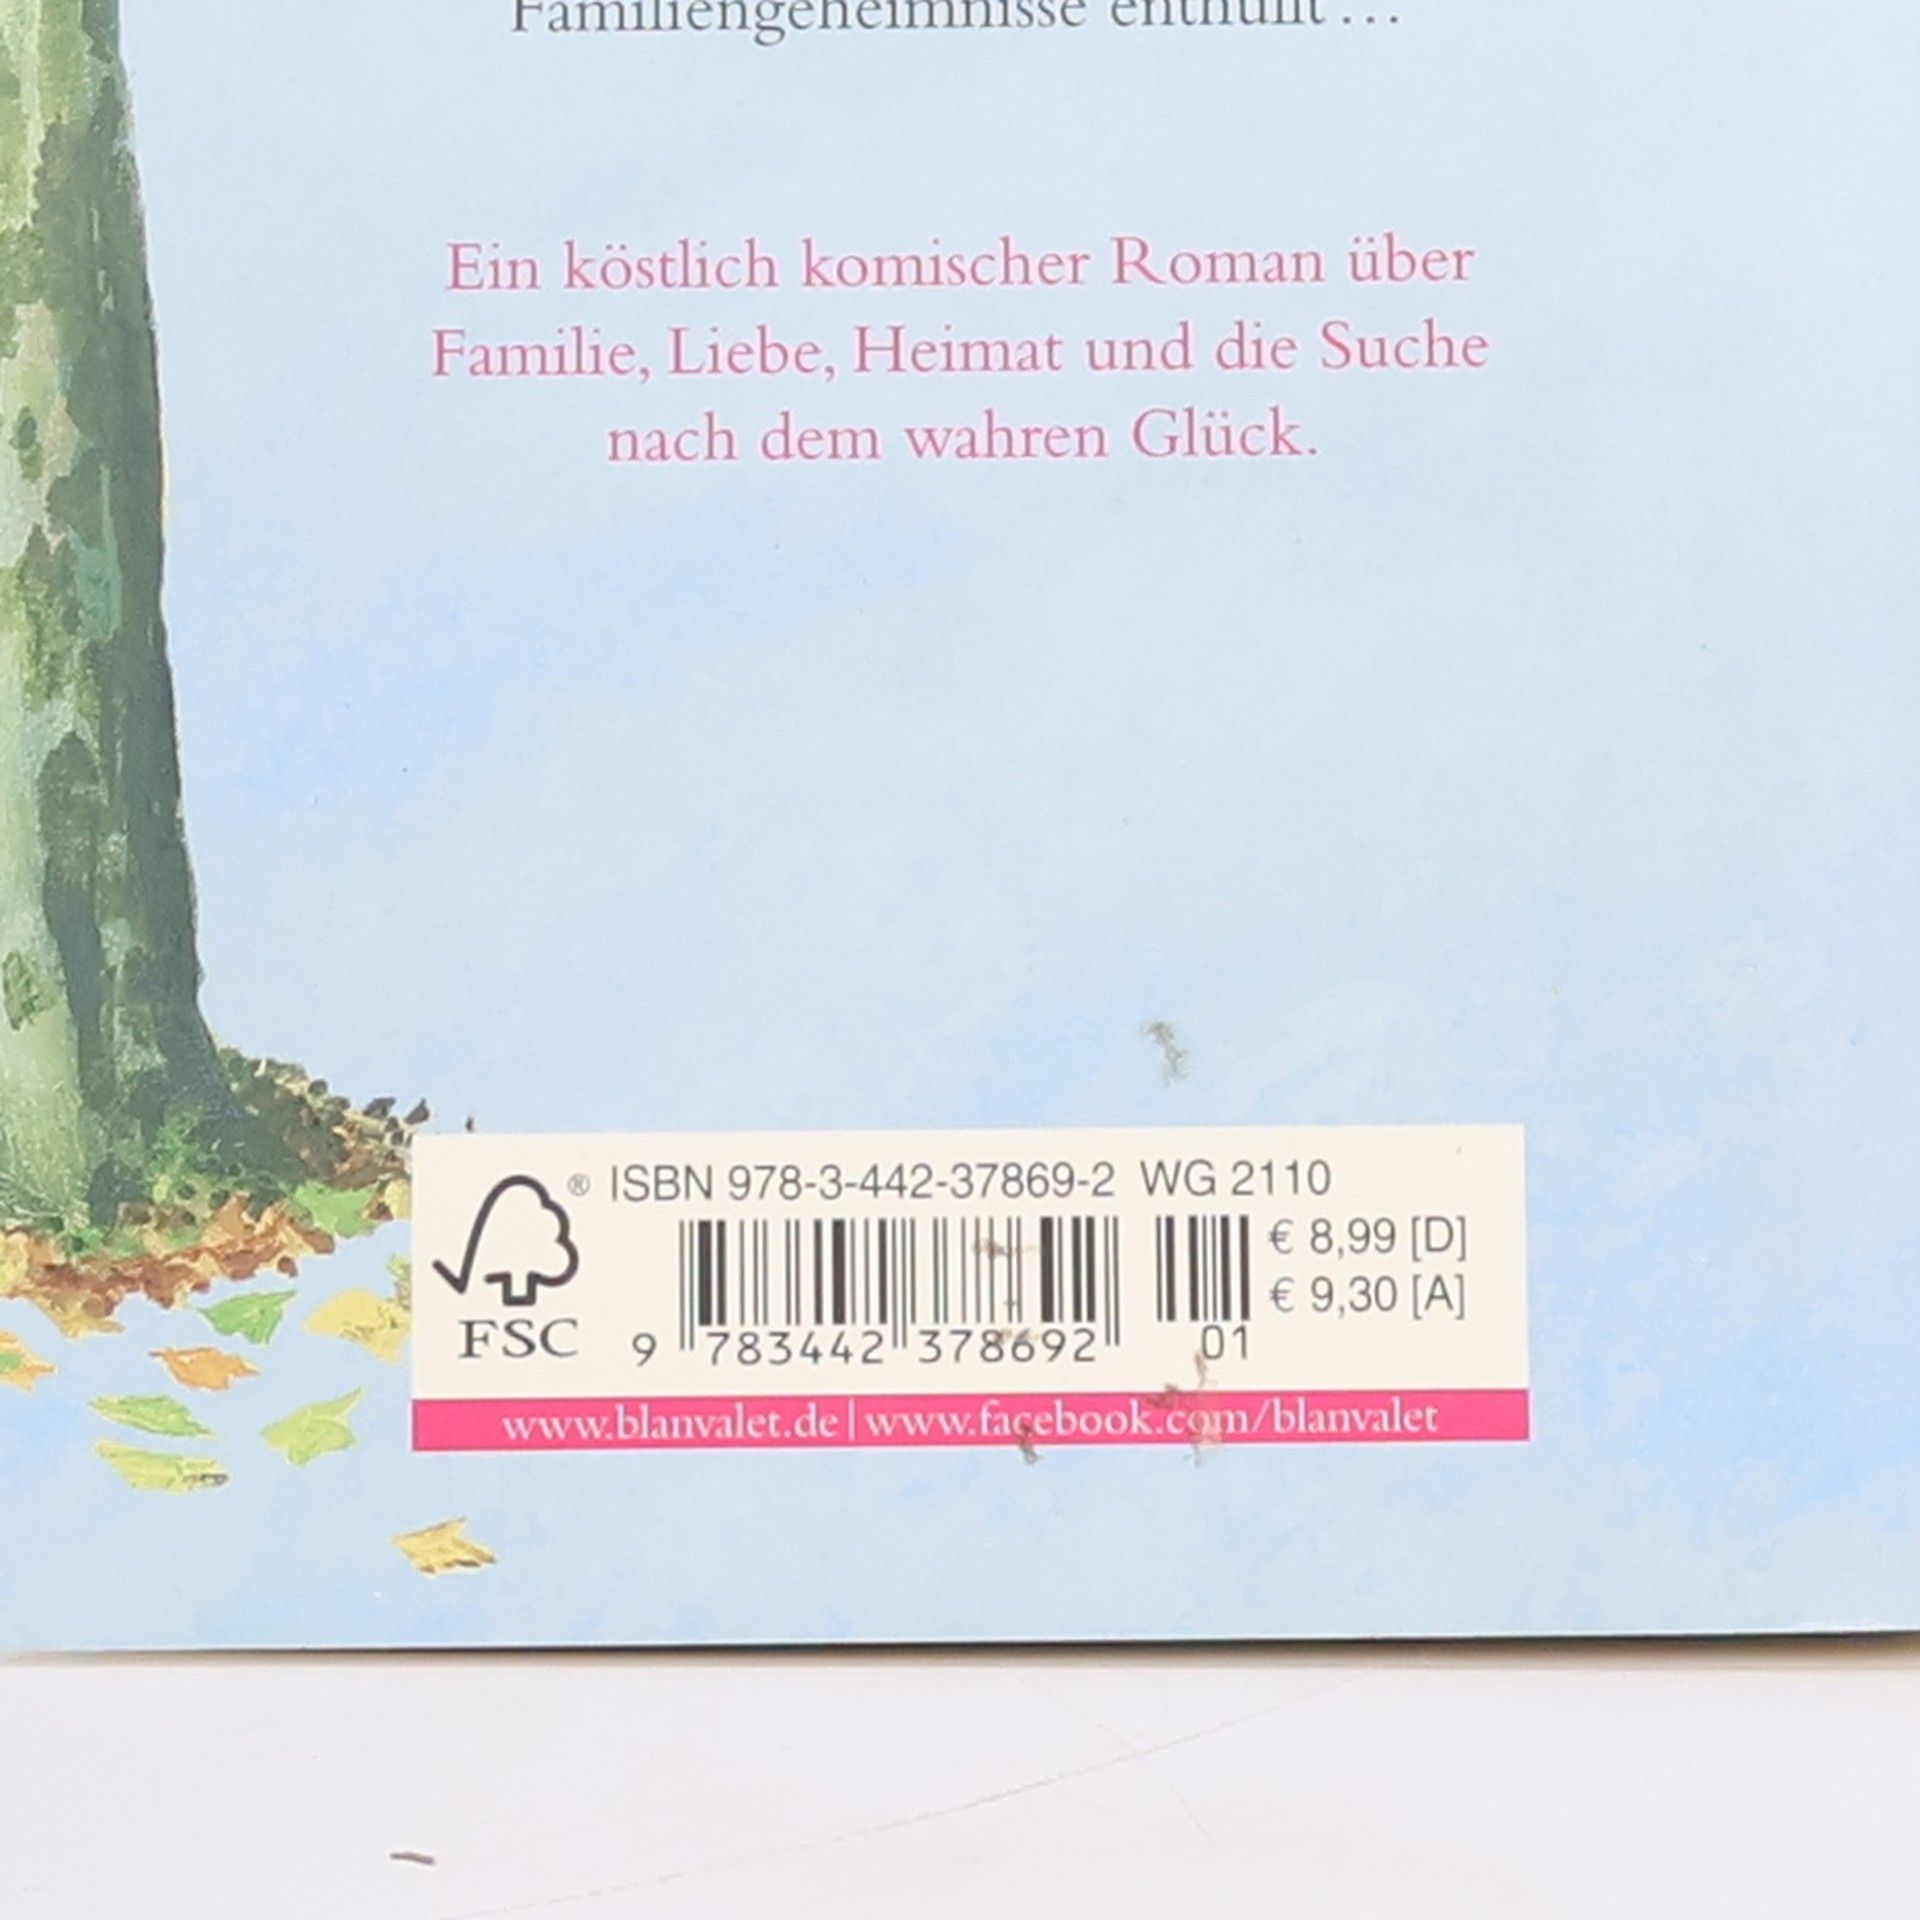 Familiengeheimnisse enthüllt …
Ein köstlich komischer Roman über
Familie, Liebe, Heimat und die Suche
nach dem wahren Glück.
® ISBN 978-3-442-37869-2 WG 2110
€ 8,99 [D]
€ 9,30 [A]
FSC
9 783442 378692 01
www.blanvalet.de | www.facebook.com/blanvalet